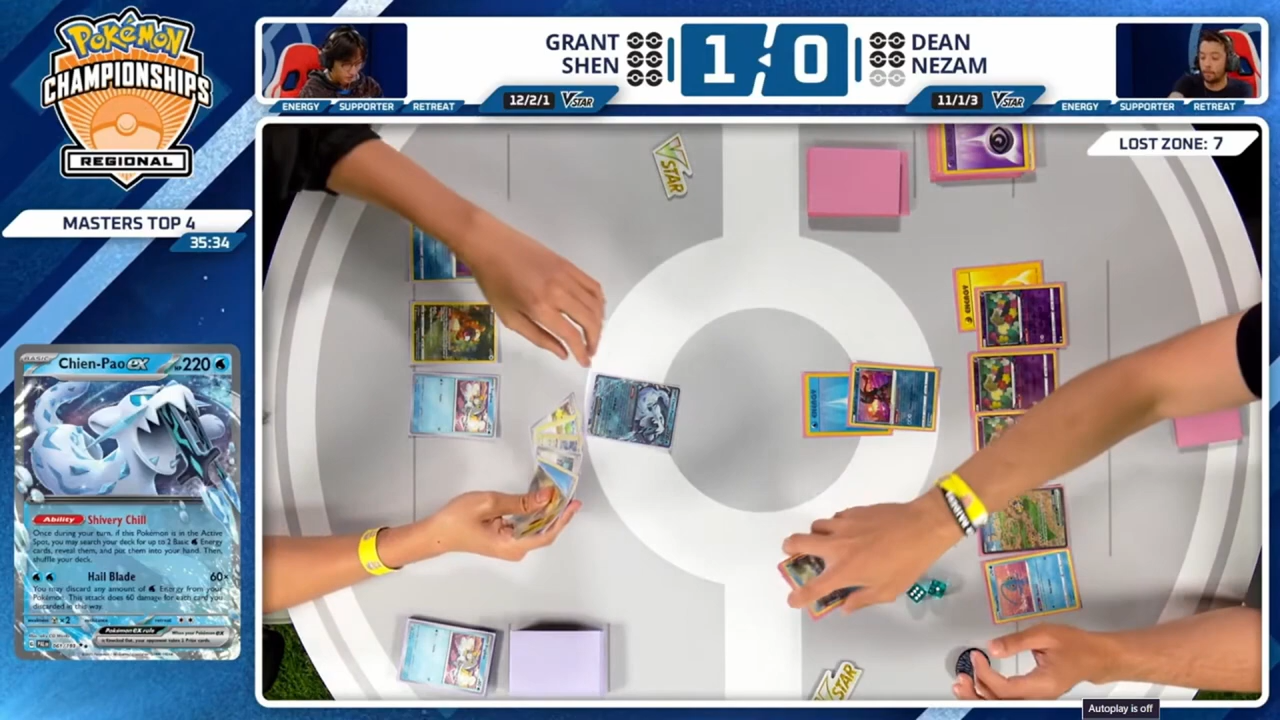 Pokémon
CHAMPIONSHIPS
REGIONAL
MASTERS TOP 4
35:34
GRANT
SHEN
1 0
DEAN
NEZAM
ENERGY SUPPORTER RETREAT
12/2/1 VSTAR
11/1/3 VSTAR
ENERGY SUPPORTER RETREAT
LOST ZONE: 7
VSTAR
ENERGY
ENERGY
VSTAR
BASIC
Chien-Pao ex 220
Ability Shivery Chill
Once during your turn, if this Pokémon is in the Active
Spot, you may search your deck for up to 2 Basic Energy
cards, reveal them, and put them into your hand. Then,
shuffle your deck.
Hail Blade 60×
You may discard any amount of Energy from your
Pokémon. This attack does 60 damage for each card you
discarded in this way.
Autoplay is off